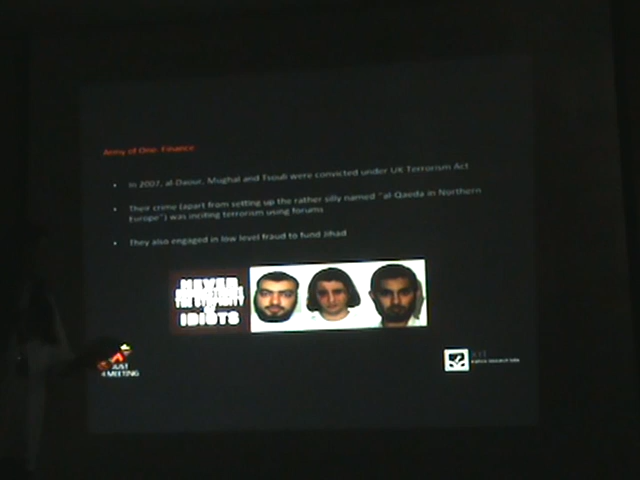 Army of One: Finance
• In 2007, al-Daour, Mughal and Tsouli were convicted under UK Terrorism Act
• Their crime (apart from setting up the rather silly named "al-Qaeda in Northern
Europe") was inciting terrorism using forums
• They also engaged in low level fraud to fund Jihad
NEVER
IDIOTS
JUST
MEETING